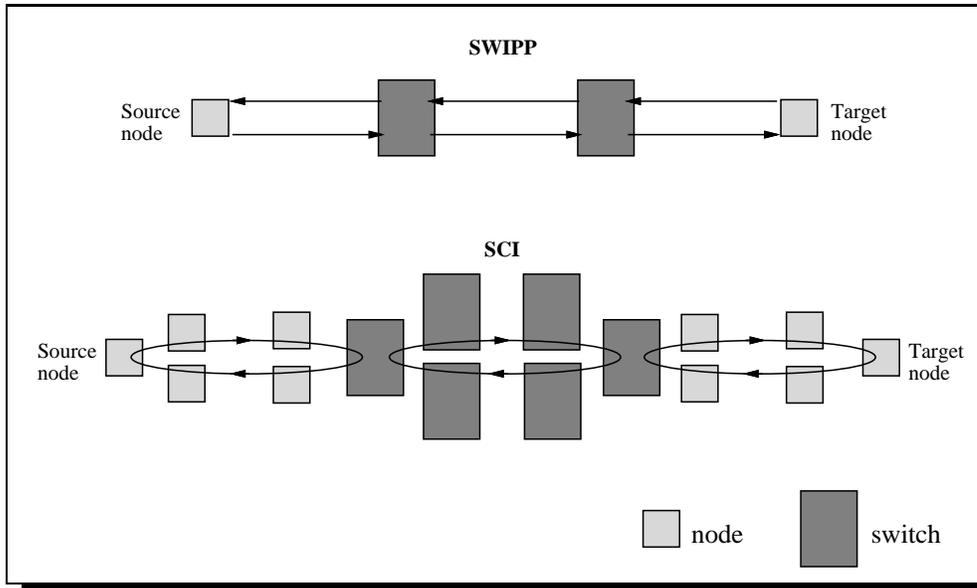 SWIPP
Source
node
Target
node
SCI
Source
node
Target
node
node
switch